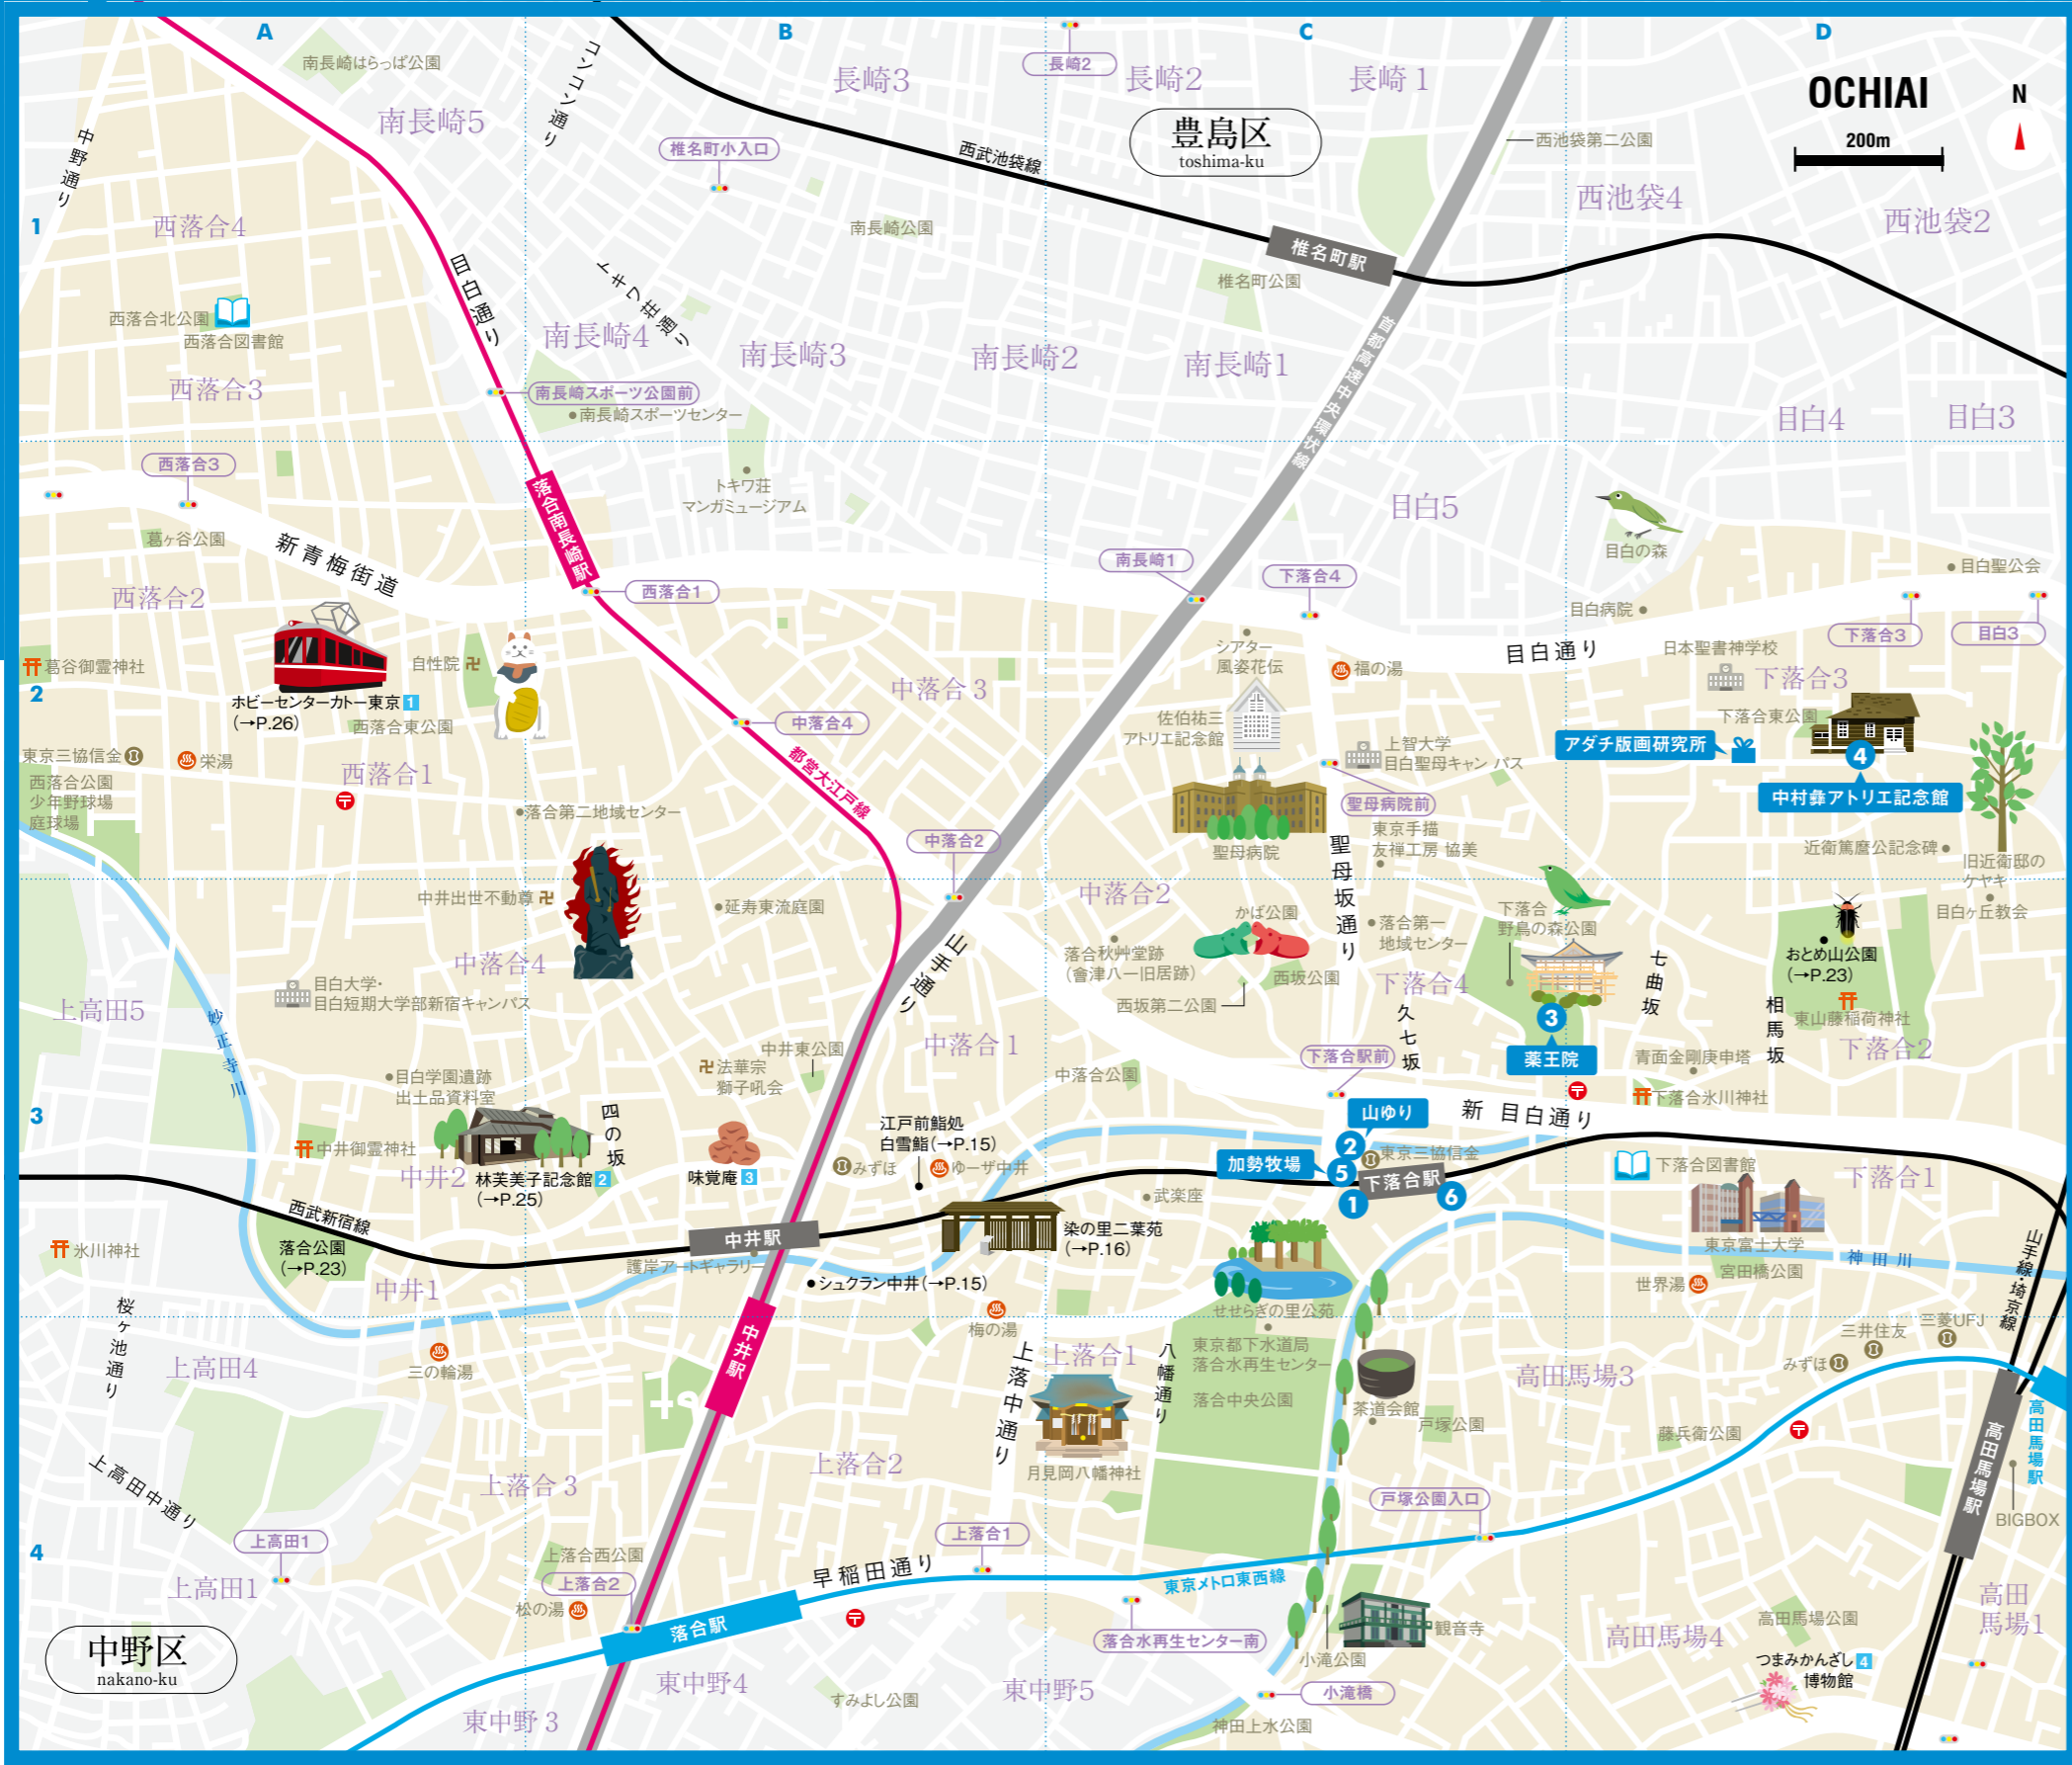 A
B
C
D
OCHIAI
N
200m
南長崎はらっぱ公園
コンコン通り
長崎3
長崎2
長崎2
長崎1
南長崎5
中野通り
椎名町小入口
西武池袋線
豊島区
toshima-ku
西池袋第二公園
西池袋4
西池袋2
1
西落合4
南長崎公園
椎名町駅
目白通り
トキワ荘通り
椎名町公園
西落合北公園
西落合図書館
南長崎4
南長崎3
南長崎2
南長崎1
首都高速中央環状線
西落合3
南長崎スポーツ公園前
南長崎スポーツセンター
目白4
目白3
西落合3
落合南長崎駅
トキワ荘
マンガミュージアム
目白5
葛ヶ谷公園
新青梅街道
目白の森
南長崎1
下落合4
目白聖公会
西落合2
西落合1
目白病院
下落合3
目白3
葛谷御霊神社
自性院
シアター
風姿花伝
目白通り
日本聖書神学校
2
ホビーセンターカトー東京 1
(→P.26)
西落合東公園
中落合3
福の湯
下落合3
中落合4
佐伯祐三
アトリエ記念館
下落合東公園
東京三協信金
栄湯
都営大江戸線
上智大学
目白聖母キャンパス
アダチ版画研究所
4
西落合公園
少年野球場
庭球場
西落合1
聖母病院前
中村彝アトリエ記念館
落合第二地域センター
中落合2
聖母病院
聖母坂通り
東京手描
友禅工房 協美
近衛篤麿公記念碑
旧近衛邸の
ケヤキ
中井出世不動尊
延寿東流庭園
中落合2
かば公園
落合第一
地域センター
下落合
野鳥の森公園
目白ヶ丘教会
山手通り
落合秋艸堂跡
(會津八一旧居跡)
西坂公園
七曲坂
おとめ山公園
(→P.23)
中落合4
目白大学・
目白短期大学部新宿キャンパス
西坂第二公園
下落合4
久七坂
3
相馬坂
東山藤稲荷神社
上高田5
妙正寺川
中井東公園
中落合1
下落合駅前
薬王院
青面金剛庚申塔
下落合2
目白学園遺跡
出土品資料室
法華宗
獅子吼会
中落合公園
下落合氷川神社
3
四の坂
江戸前鮨処
白雪鮨(→P.15)
山ゆり
新目白通り
中井御霊神社
中井2
林芙美子記念館 2
(→P.25)
味覚庵 3
みずほ
ゆーザ中井
2
東京三協信金
加勢牧場
5
下落合駅
1
6
下落合図書館
下落合1
西武新宿線
武楽座
染の里二葉苑
(→P.16)
氷川神社
落合公園
(→P.23)
中井駅
東京富士大学
神田川
山手線・埼京線
護岸アートギャラリー
シュクラン中井(→P.15)
世界湯
宮田橋公園
中井1
桜ヶ池通り
せせらぎの里公苑
梅の湯
中井駅
三井住友
三菱UFJ
みずほ
上高田4
三の輪湯
上落中通り
上落合1
八幡通り
東京都下水道局
落合水再生センター
落合中央公園
高田馬場3
茶道会館
戸塚公園
藤兵衛公園
高田馬場駅
高田馬場駅
上高田中通り
上落合3
上落合2
月見岡八幡神社
戸塚公園入口
BIGBOX
4
上高田1
上落合西公園
上落合1
早稲田通り
東京メトロ東西線
上高田1
上落合2
松の湯
落合駅
落合水再生センター南
観音寺
小滝公園
高田馬場4
高田馬場公園
高田
馬場1
中野区
nakano-ku
東中野4
すみよし公園
東中野5
小滝橋
つまみかんざし 4
博物館
東中野3
神田上水公園